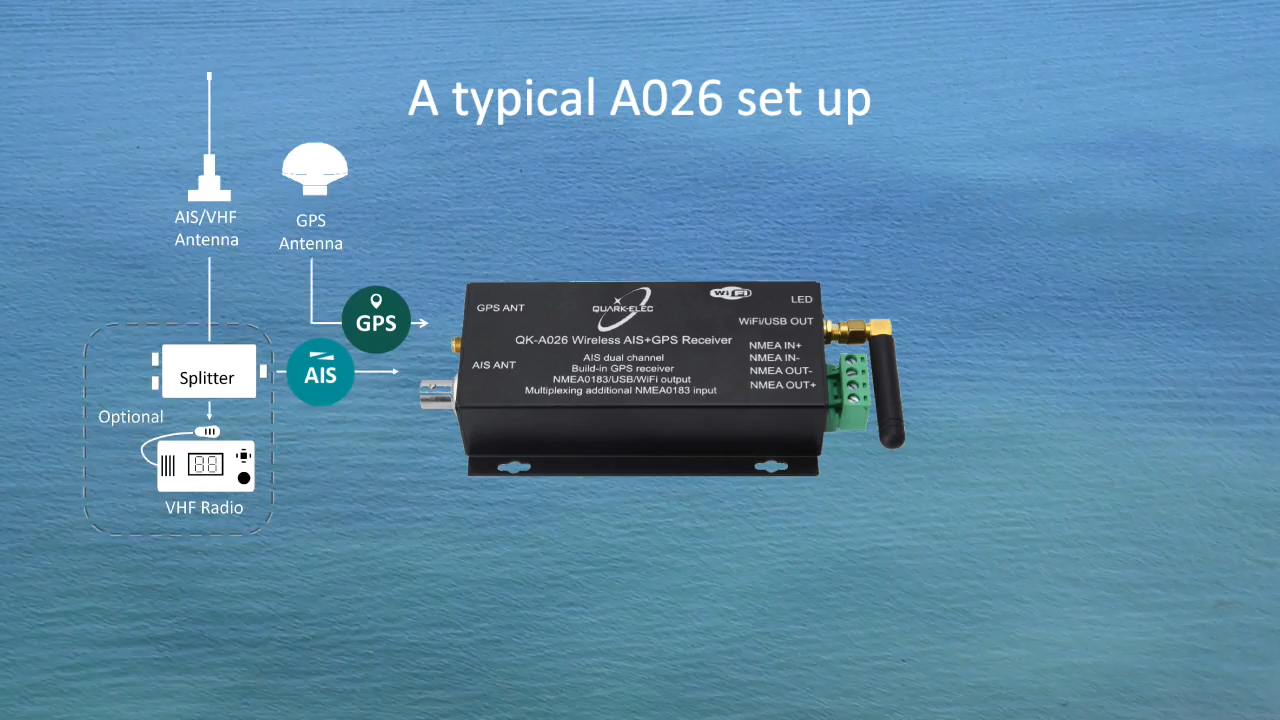 A typical A026 set up
AIS/VHF
Antenna
GPS
Antenna
GPS
AIS
Splitter
Optional
88
VHF Radio
GPS ANT
QUARK-ELEC
WiFi
LED
WiFi/USB OUT
QK-A026 Wireless AIS+GPS Receiver
NMEA IN+
AIS ANT
AIS dual channel
NMEA IN-
Build-in GPS receiver
NMEA OUT-
NMEA0183/USB/WiFi output
NMEA OUT+
Multiplexing additional NMEA0183 input